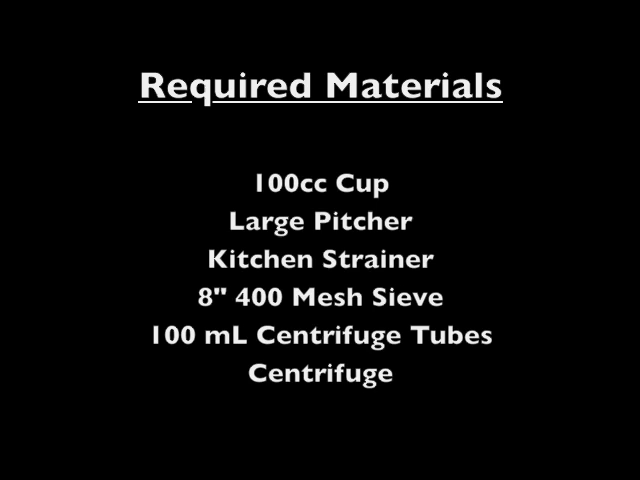 Required Materials
100cc Cup
Large Pitcher
Kitchen Strainer
8" 400 Mesh Sieve
100 mL Centrifuge Tubes
Centrifuge